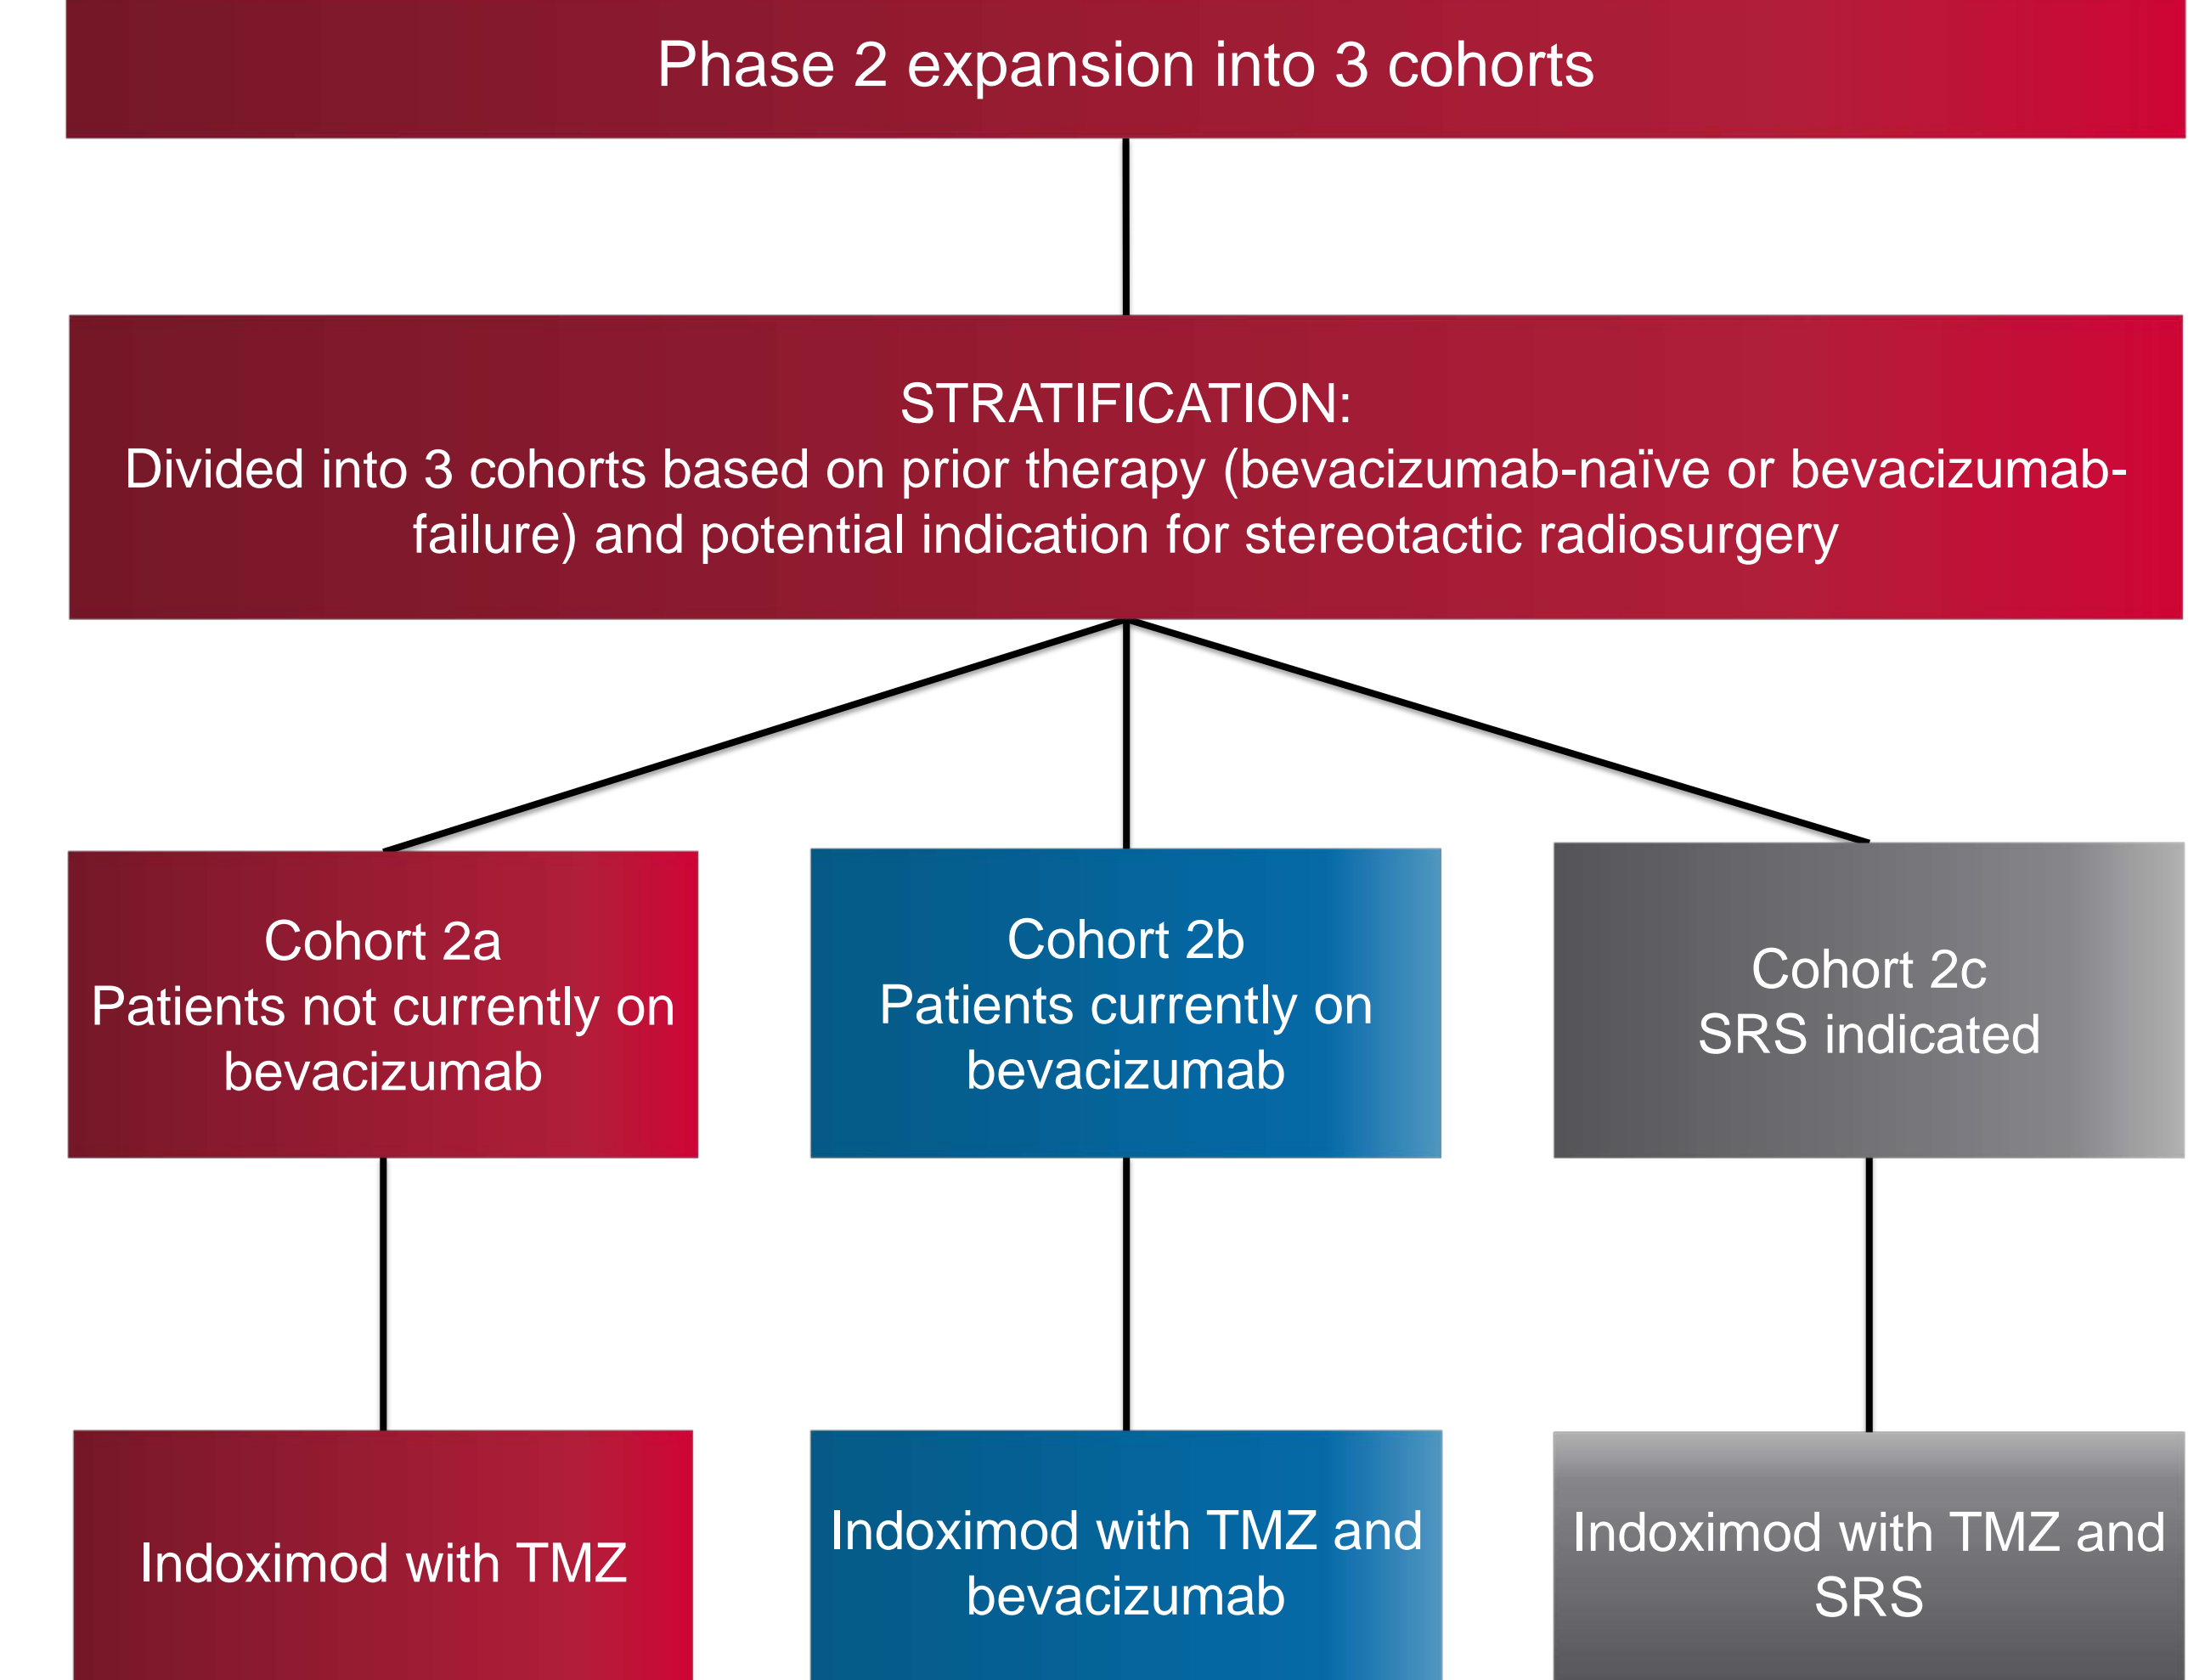 Phase 2 expansion into 3 cohorts
STRATIFICATION:
Divided into 3 cohorts based on prior therapy (bevacizumab-naïve or bevacizumab-
failure) and potential indication for stereotactic radiosurgery
Cohort 2a
Patients not currently on
bevacizumab
Cohort 2b
Patients currently on
bevacizumab
Cohort 2c
SRS indicated
Indoximod with TMZ
Indoximod with TMZ and
bevacizumab
Indoximod with TMZ and
SRS